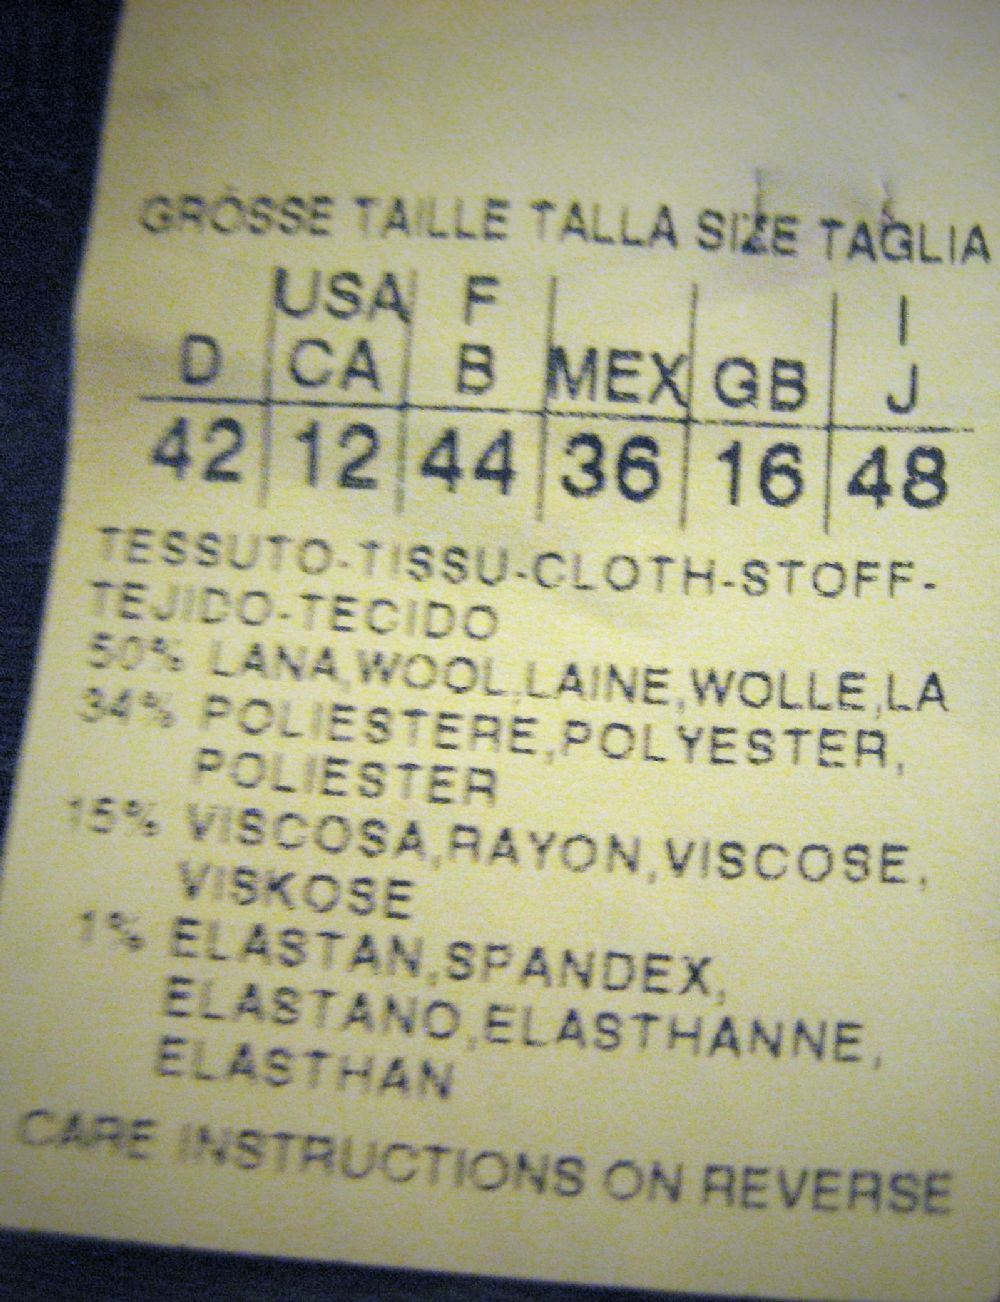 GRÖSSE TAILLE TALLA SIZE TAGLIA
USA F I
D CA B MEX GB J
42 12 44 36 16 48
TESSUTO-TISSU-CLOTH-STOFF-
TEJIDO-TECIDO
50% LANA,WOOL,LAINE,WOLLE,LA
34% POLIESTERE,POLYESTER,
POLIESTER
15% VISCOSA,RAYON,VISCOSE,
VISKOSE
1% ELASTAN,SPANDEX,
ELASTANO,ELASTHANNE,
ELASTHAN
CARE INSTRUCTIONS ON REVERSE